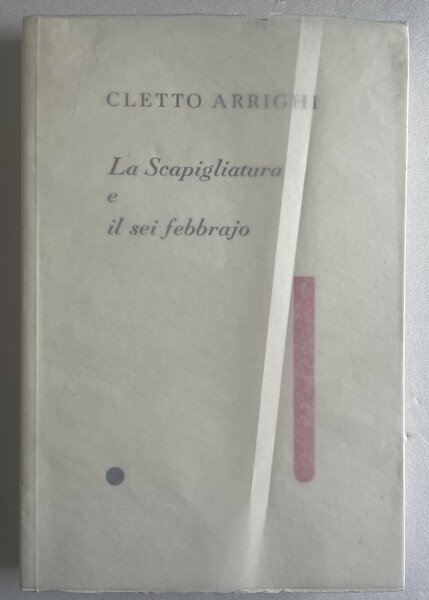 CLETTO ARRIGHI
La Scapigliatura
e
il sei febbrajo